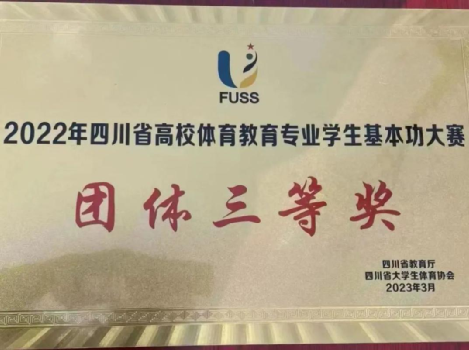 FUSS
2022年四川省高校体育教育专业学生基本功大赛
团体三等奖
四川省教育厅
四川省大学生体育协会
2023年3月